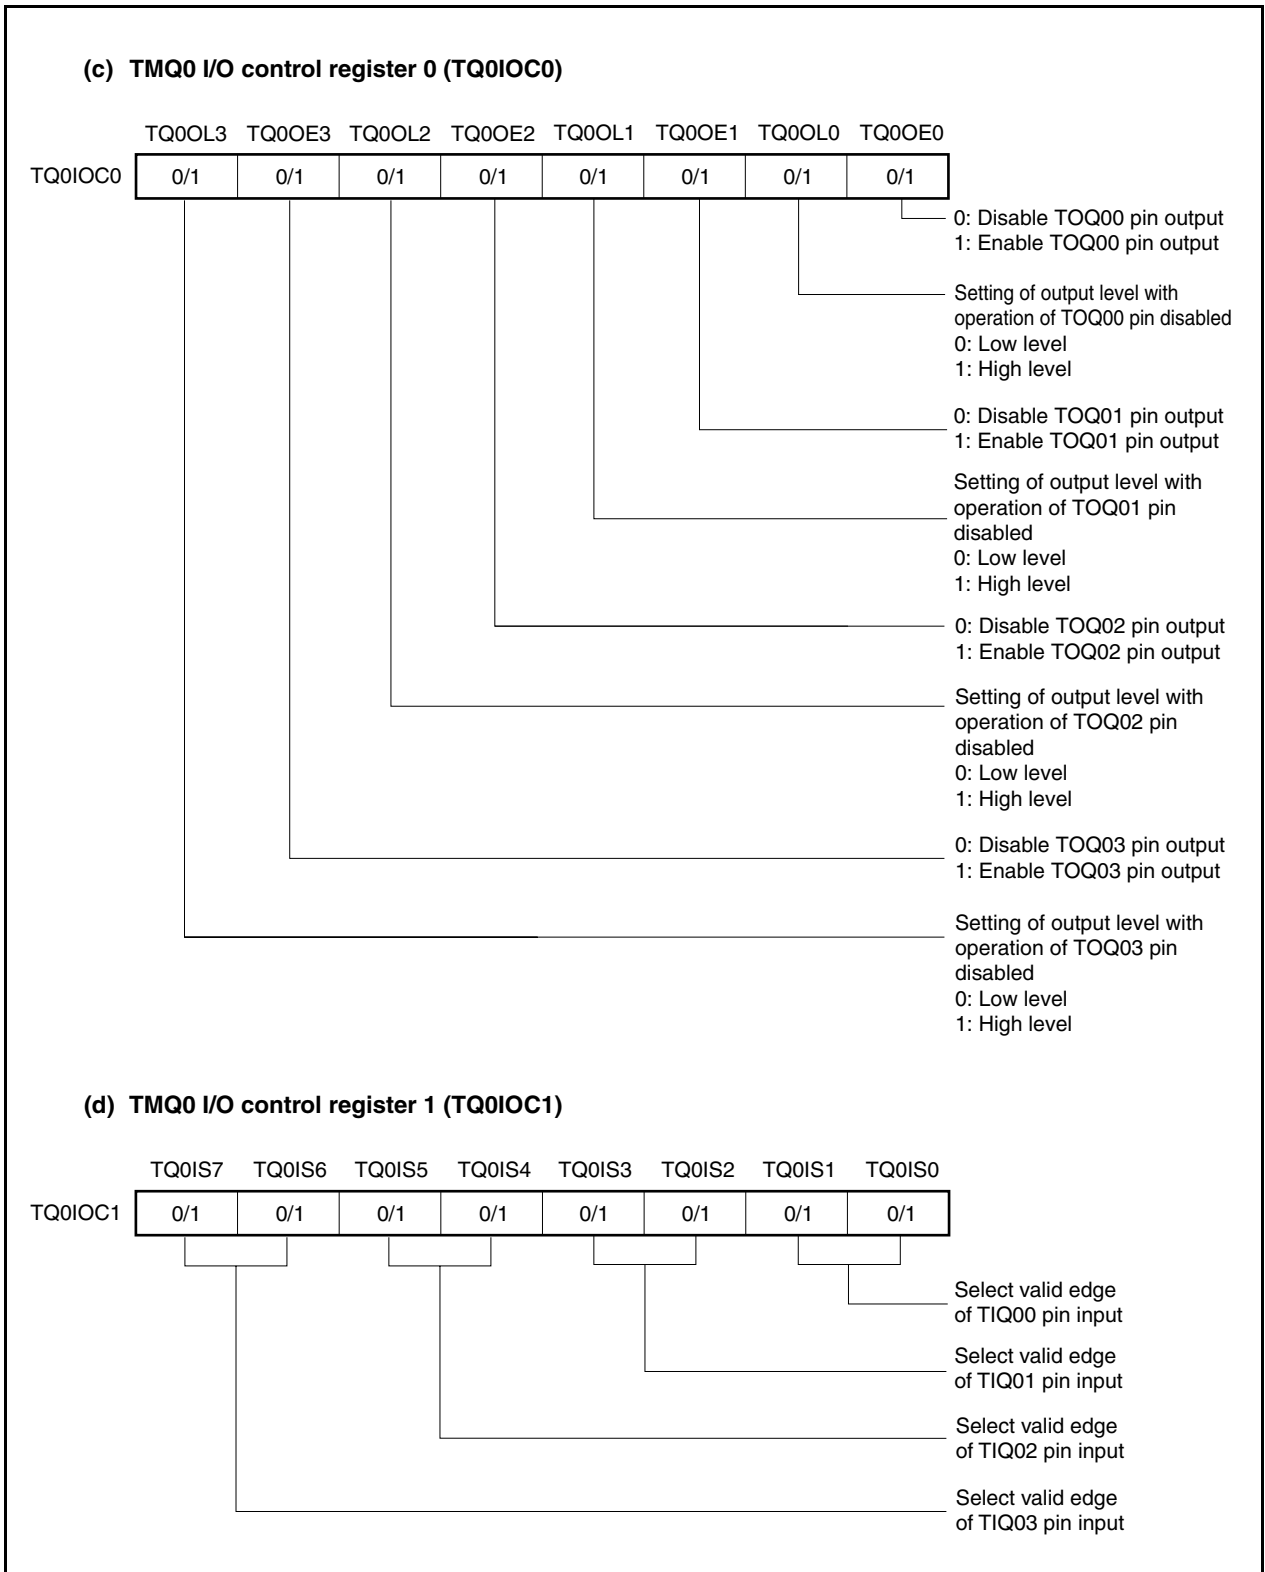 (c) TMQ0 I/O control register 0 (TQ0IOC0)
TQ0OL3 TQ0OE3 TQ0OL2 TQ0OE2 TQ0OL1 TQ0OE1 TQ0OL0 TQ0OE0
TQ0IOC0 0/1 0/1 0/1 0/1 0/1 0/1 0/1 0/1
0: Disable TOQ00 pin output
1: Enable TOQ00 pin output
Setting of output level with
operation of TOQ00 pin disabled
0: Low level
1: High level
0: Disable TOQ01 pin output
1: Enable TOQ01 pin output
Setting of output level with
operation of TOQ01 pin
disabled
0: Low level
1: High level
0: Disable TOQ02 pin output
1: Enable TOQ02 pin output
Setting of output level with
operation of TOQ02 pin
disabled
0: Low level
1: High level
0: Disable TOQ03 pin output
1: Enable TOQ03 pin output
Setting of output level with
operation of TOQ03 pin
disabled
0: Low level
1: High level
(d) TMQ0 I/O control register 1 (TQ0IOC1)
TQ0IS7 TQ0IS6 TQ0IS5 TQ0IS4 TQ0IS3 TQ0IS2 TQ0IS1 TQ0IS0
TQ0IOC1 0/1 0/1 0/1 0/1 0/1 0/1 0/1 0/1
Select valid edge
of TIQ00 pin input
Select valid edge
of TIQ01 pin input
Select valid edge
of TIQ02 pin input
Select valid edge
of TIQ03 pin input